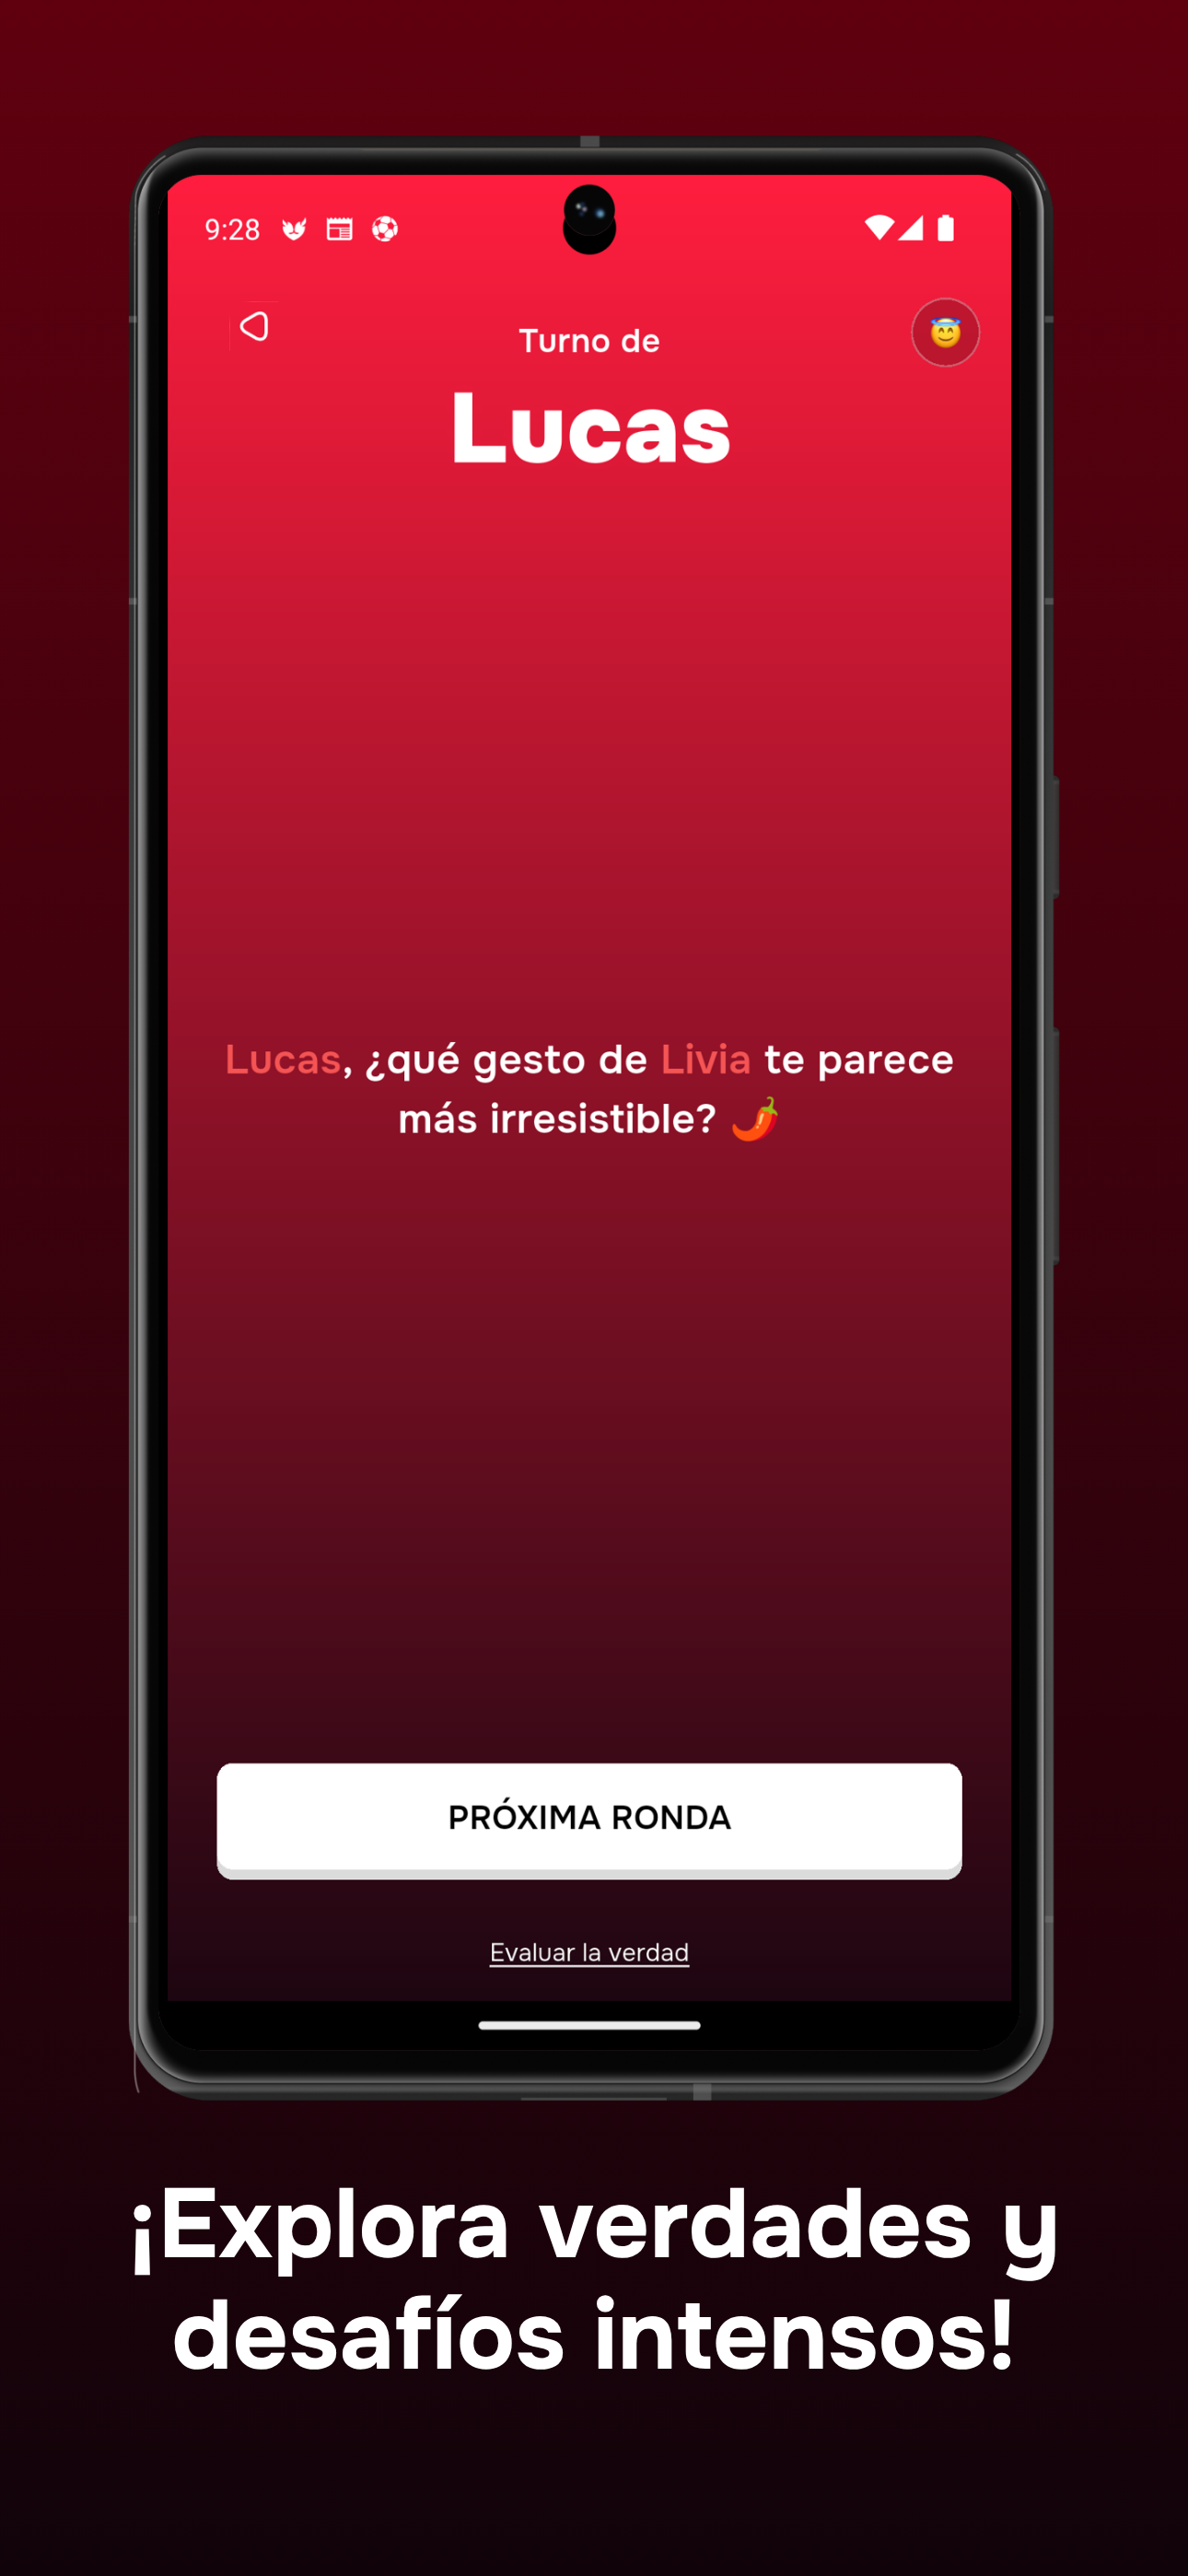 9:28
Turno de
Lucas
Lucas, ¿qué gesto de Livia te parece
más irresistible? 🌶️
PRÓXIMA RONDA
Evaluar la verdad
¡Explora verdades y
desafíos intensos!